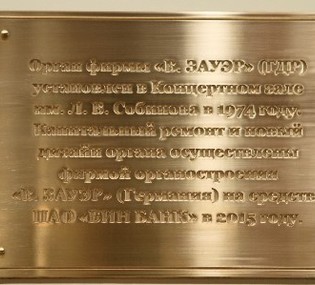 Орган фирмы «В. ЗАУЭР» (ГДР)
установлен в Концертном зале
им. Л. В. Собинова в 1974 году.
Капитальный ремонт и новый
дизайн органа осуществлены
фирмой органостроения
«В. ЗАУЭР» (Германия) на средства
ПАО «БИН БАНК» в 2015 году.